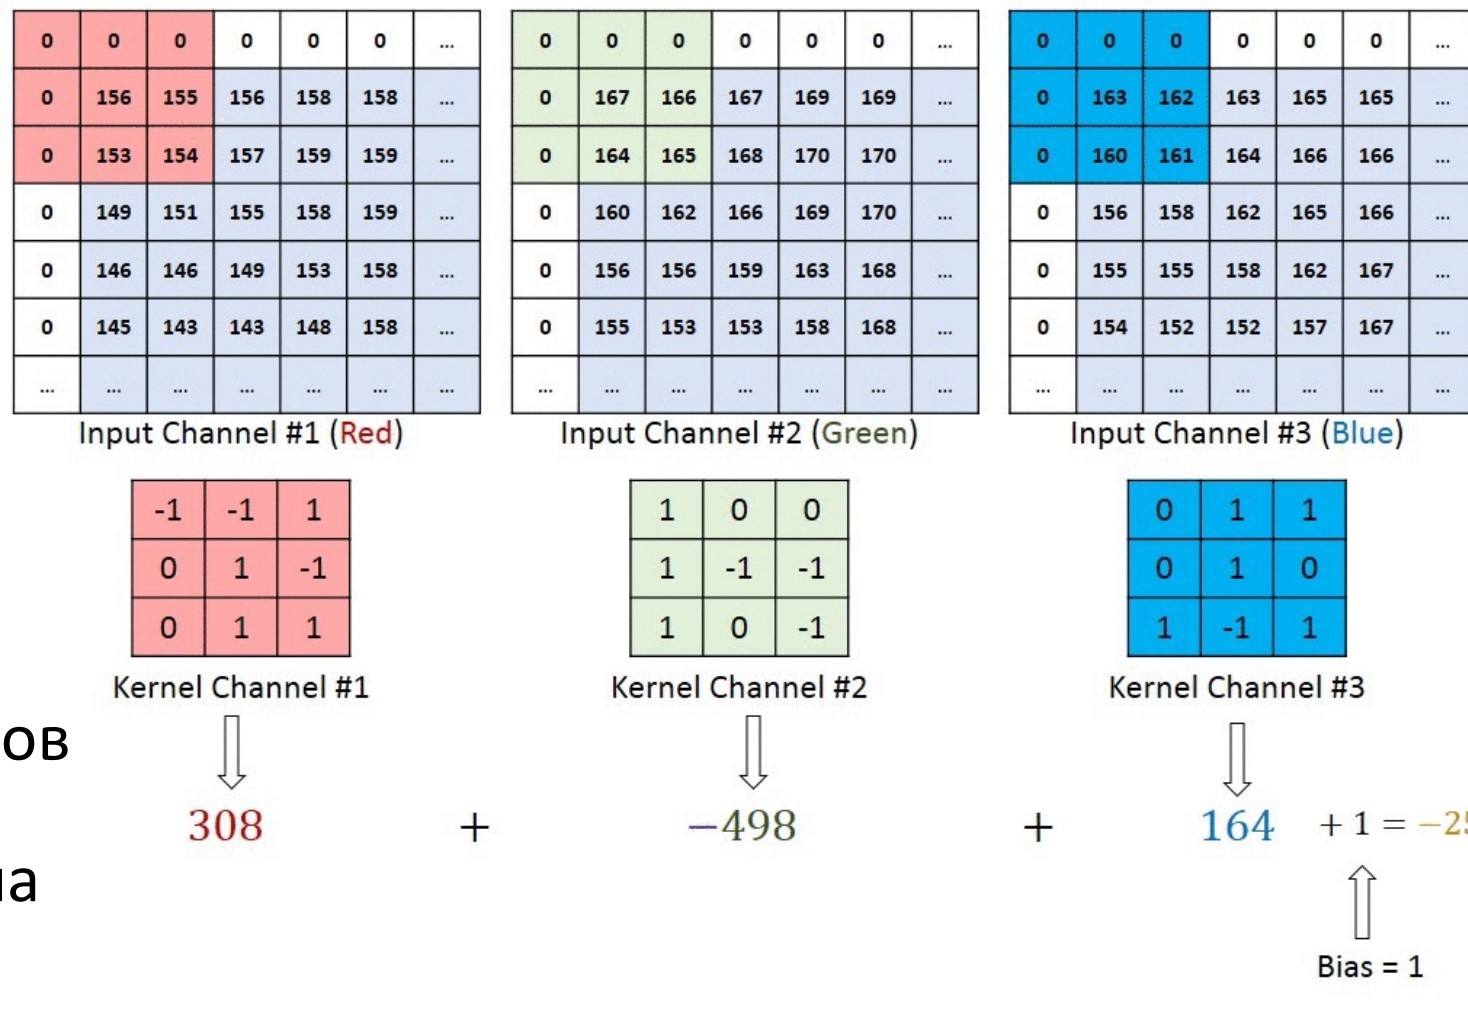 0 0 0 0 0 0 ... 0 0 0 0 0 0 ... 0 0 0 0 0 0 ...
0 156 155 156 158 158 ... 0 167 166 167 169 169 ... 0 163 162 163 165 165 ...
0 153 154 157 159 159 ... 0 164 165 168 170 170 ... 0 160 161 164 166 166 ...
0 149 151 155 158 159 ... 0 160 162 166 169 170 ... 0 156 158 162 165 166 ...
0 146 146 149 153 158 ... 0 156 156 159 163 168 ... 0 155 155 158 162 167 ...
0 145 143 143 148 158 ... 0 155 153 153 158 168 ... 0 154 152 152 157 167 ...
... ... ... ... ... ... ... ... ... ... ... ... ... ... ... ... ... ... ... ... ...
Input Channel #1 (Red) Input Channel #2 (Green) Input Channel #3 (Blue)
-1 -1 1 1 0 0 0 1 1
0 1 -1 1 -1 -1 0 1 0
0 1 1 1 0 -1 1 -1 1
Kernel Channel #1 Kernel Channel #2 Kernel Channel #3
ов
308 + −498 + 164 + 1 = −25
а
Bias = 1